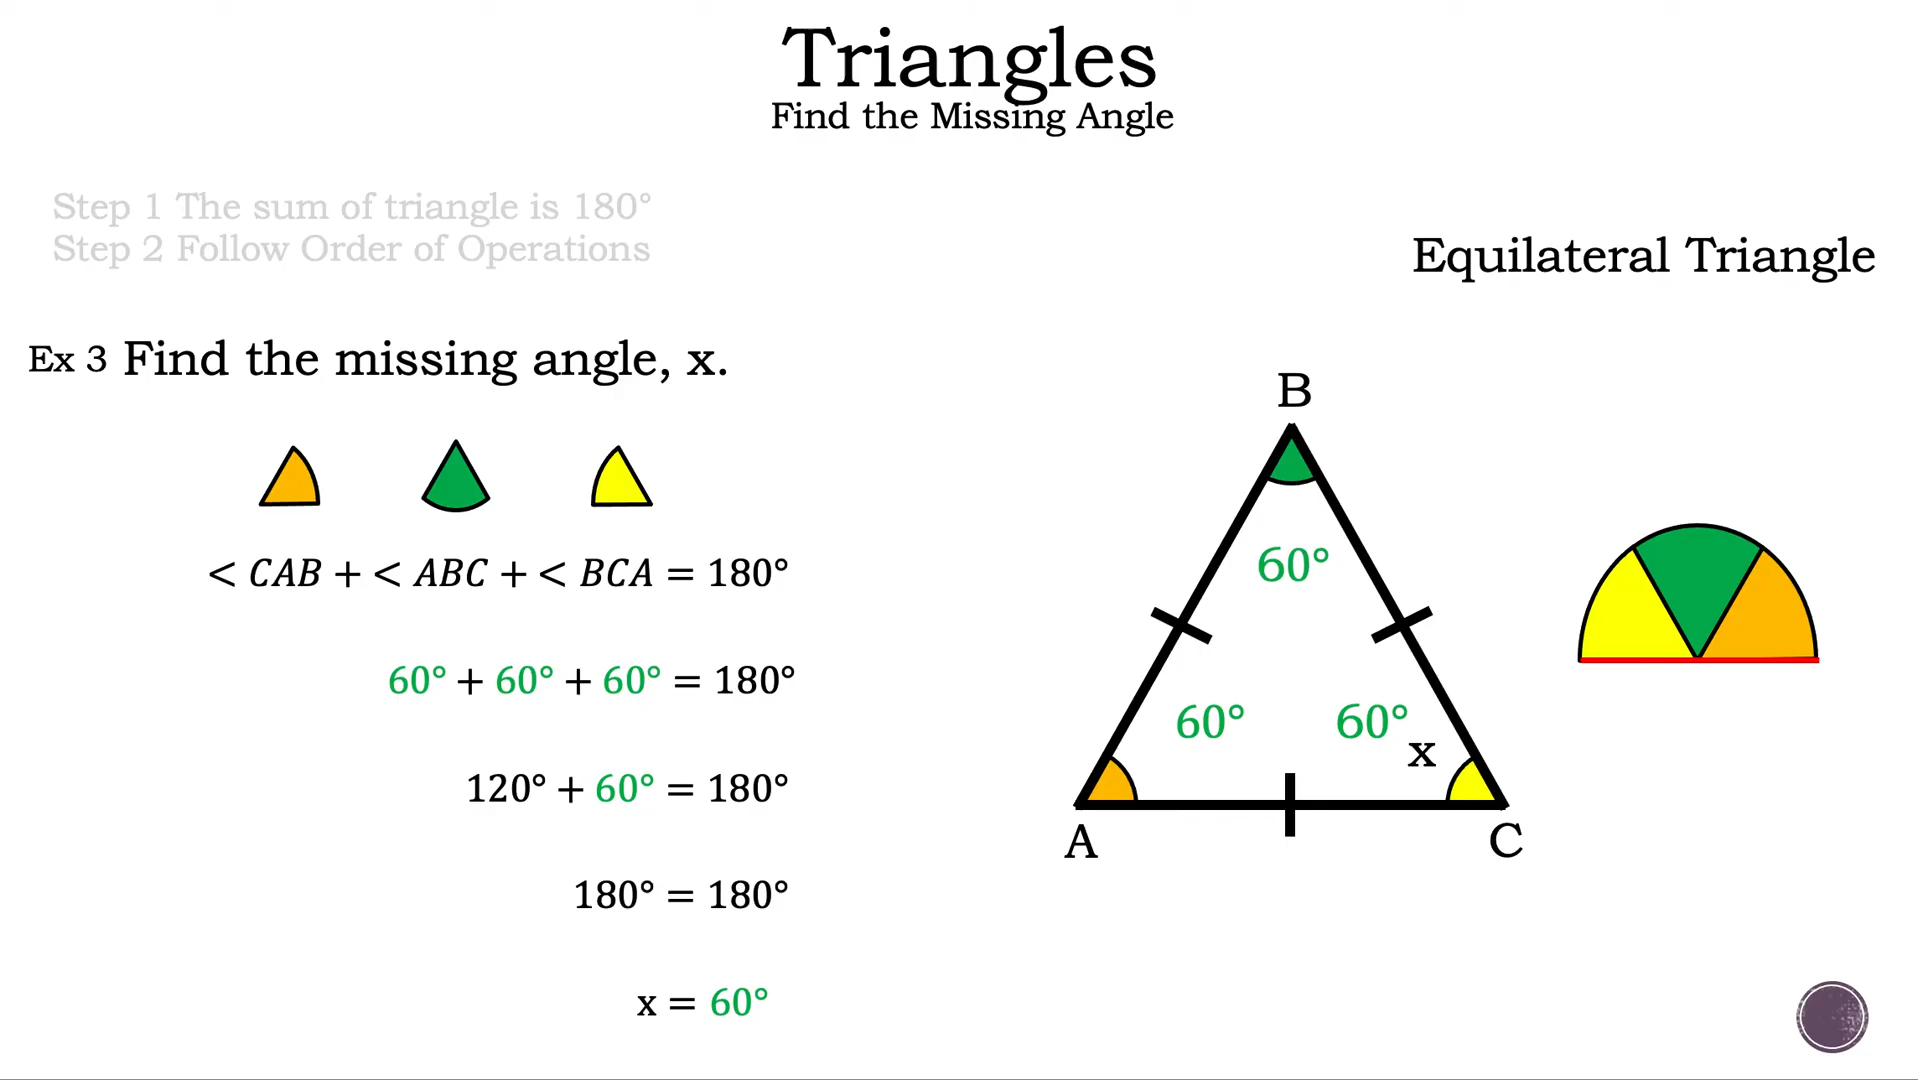 Triangles
Find the Missing Angle
Step 1 The sum of triangle is 180°
Step 2 Follow Order of Operations
Equilateral Triangle
Ex 3 Find the missing angle, x.
< CAB + < ABC + < BCA = 180°
60° + 60° + 60° = 180°
120° + 60° = 180°
180° = 180°
x = 60°
B
60°
60° 60°
x
A C